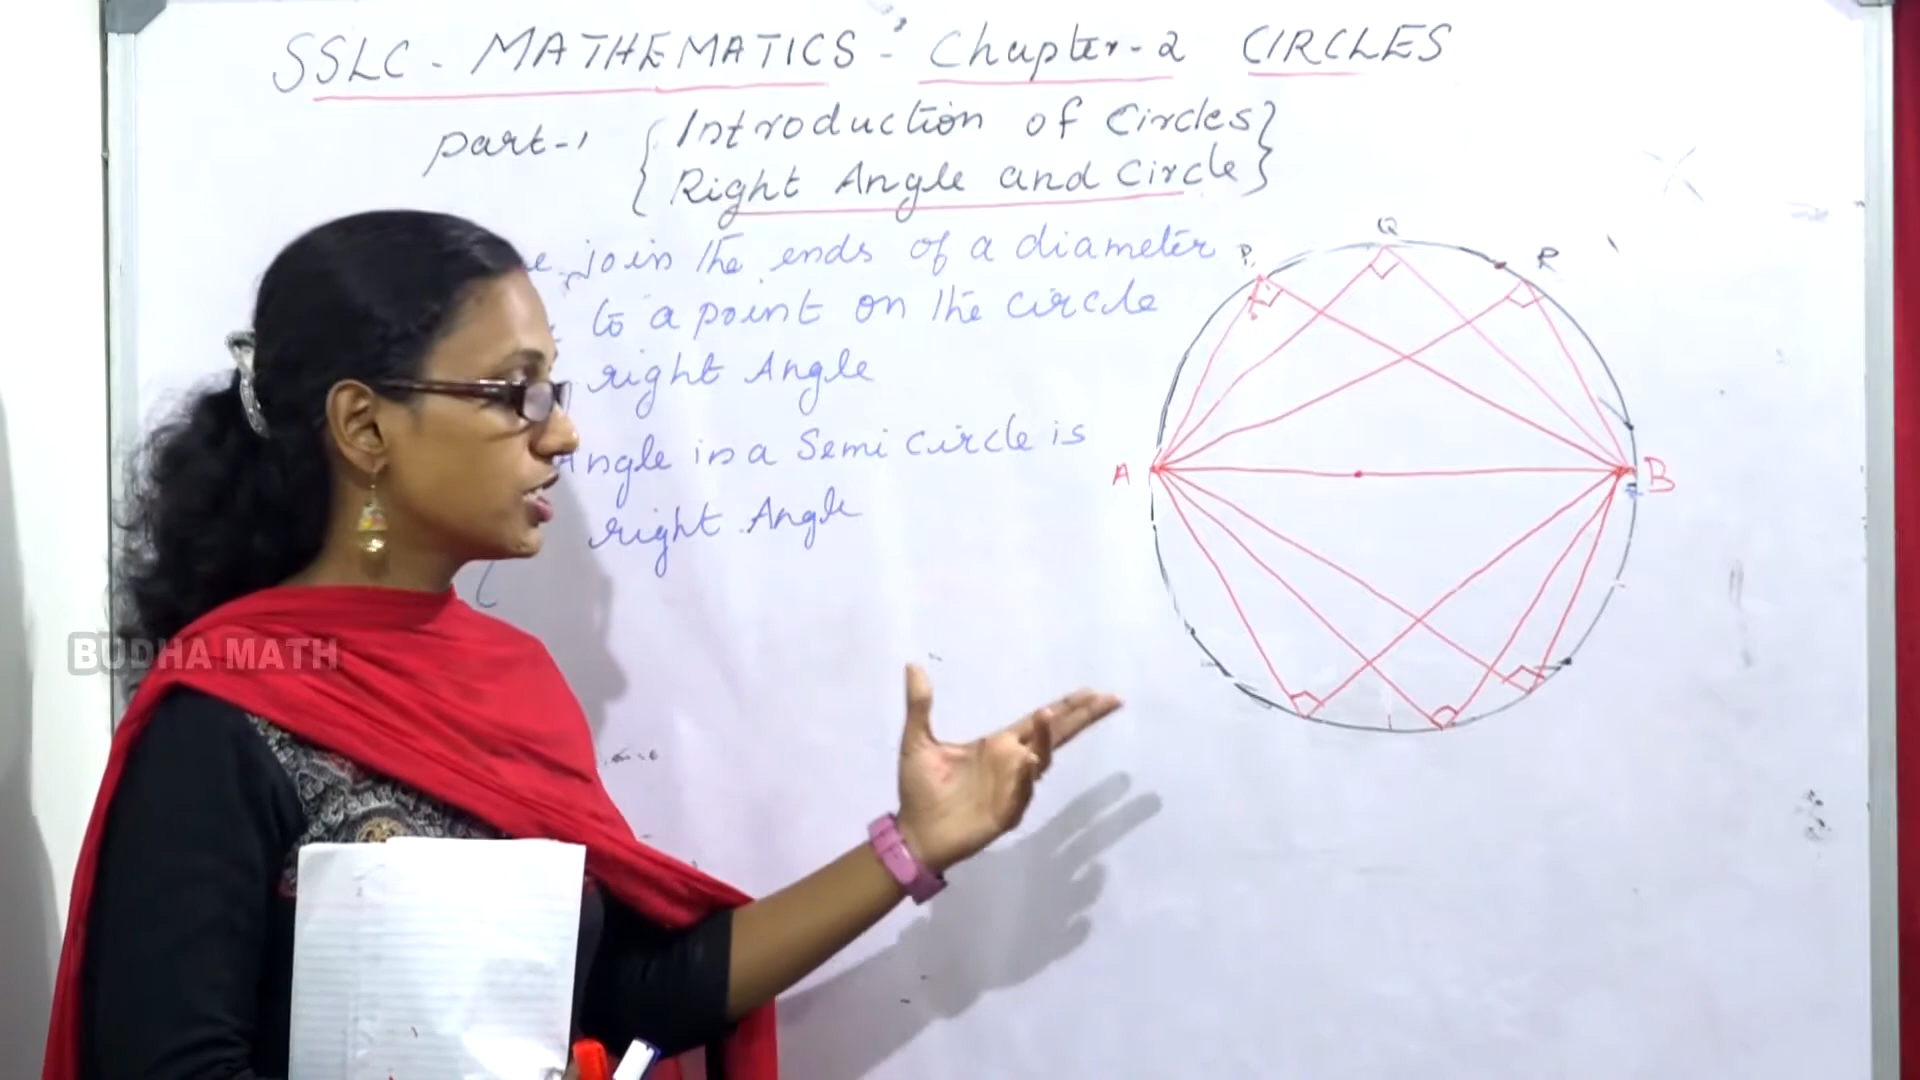 SSLC - MATHEMATICS - Chapter-2 CIRCLES
part-1 { Introduction of Circles }
{ Right Angle and Circle }
join the ends of a diameter
to a point on the circle
right Angle
Angle in a Semi circle is
right Angle
P Q R
A B
BUDHA MATH